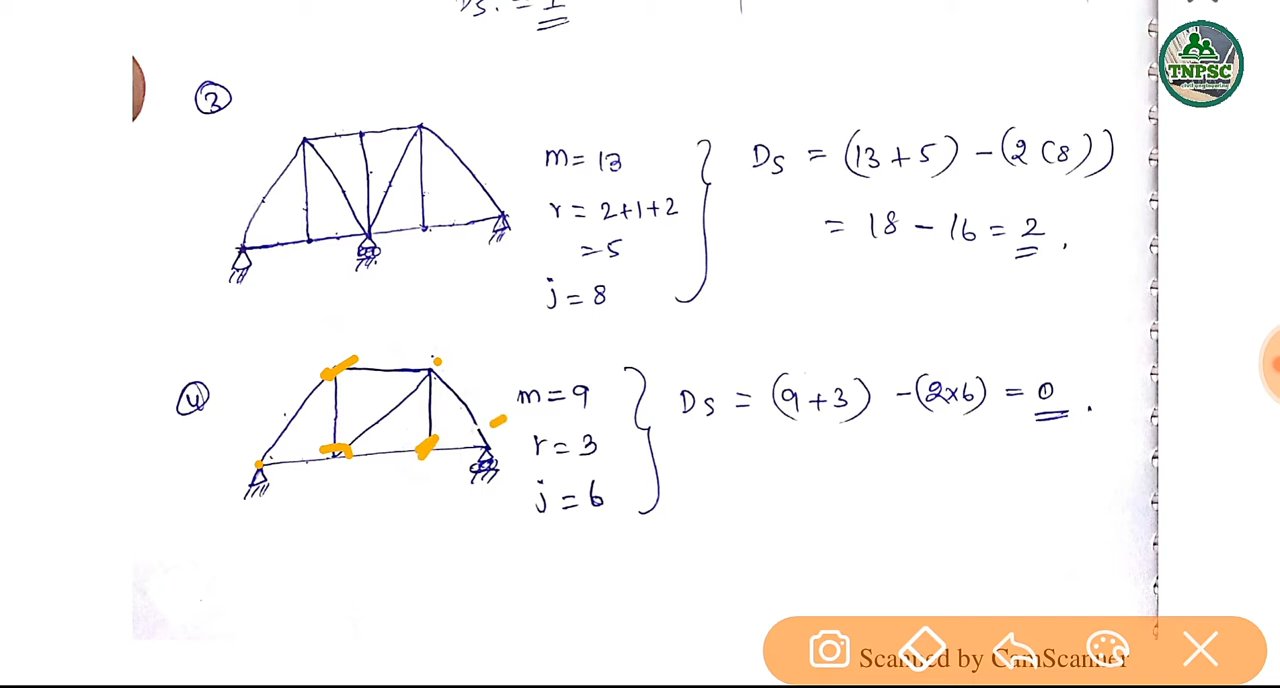 TNPSC
③
m = 13
r = 2+1+2
= 5
j = 8
Ds = (13 + 5) - (2(8))
= 18 - 16 = 2.
④
m = 9
r = 3
j = 6
Ds = (9 + 3) - (2×6) = 0.
Scanned by CamScanner